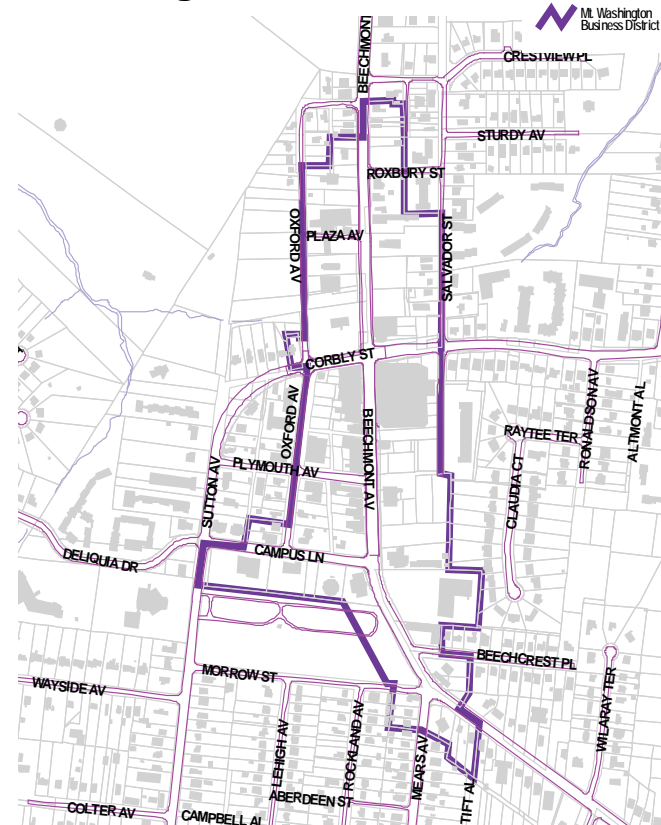 Mt. Washington
Business District
BEECHMONT
CRESTVIEW PL
STURDY AV
ROXBURY ST
OXFORD AV
PLAZA AV
SALVADOR ST
CORBLY ST
OXFORD AV
BEECHMONT AV
RONALDSON AV
ALTMONT AL
RAYTEE TER
PLYMOUTH AV
CLAUDIA CT
SUTTON AV
CAMPUS LN
DELIQUIA DR
BEECHCREST PL
MORROW ST
WAYSIDE AV
WILARAY TER
LEHIGH AV
ROCKLAND AV
MEARS AV
TIFT AL
ABERDEEN ST
COLTER AV
CAMPBELL AL